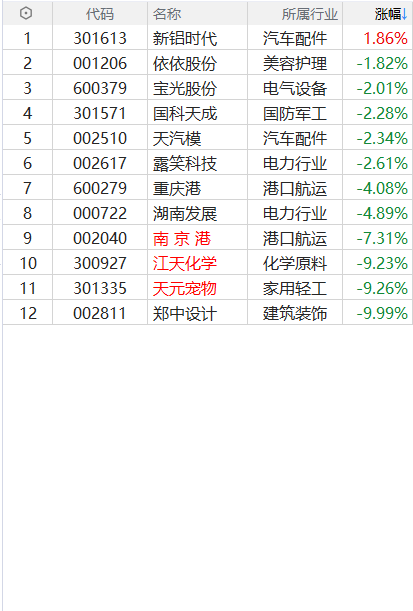 代码 名称 所属行业 涨幅↓
1 301613 新铝时代 汽车配件 1.86%
2 001206 依依股份 美容护理 -1.82%
3 600379 宝光股份 电气设备 -2.01%
4 301571 国科天成 国防军工 -2.28%
5 002510 天汽模 汽车配件 -2.34%
6 002617 露笑科技 电力行业 -2.61%
7 600279 重庆港 港口航运 -4.08%
8 000722 湖南发展 电力行业 -4.89%
9 002040 南 京 港 港口航运 -7.31%
10 300927 江天化学 化学原料 -9.23%
11 301335 天元宠物 家用轻工 -9.26%
12 002811 郑中设计 建筑装饰 -9.99%